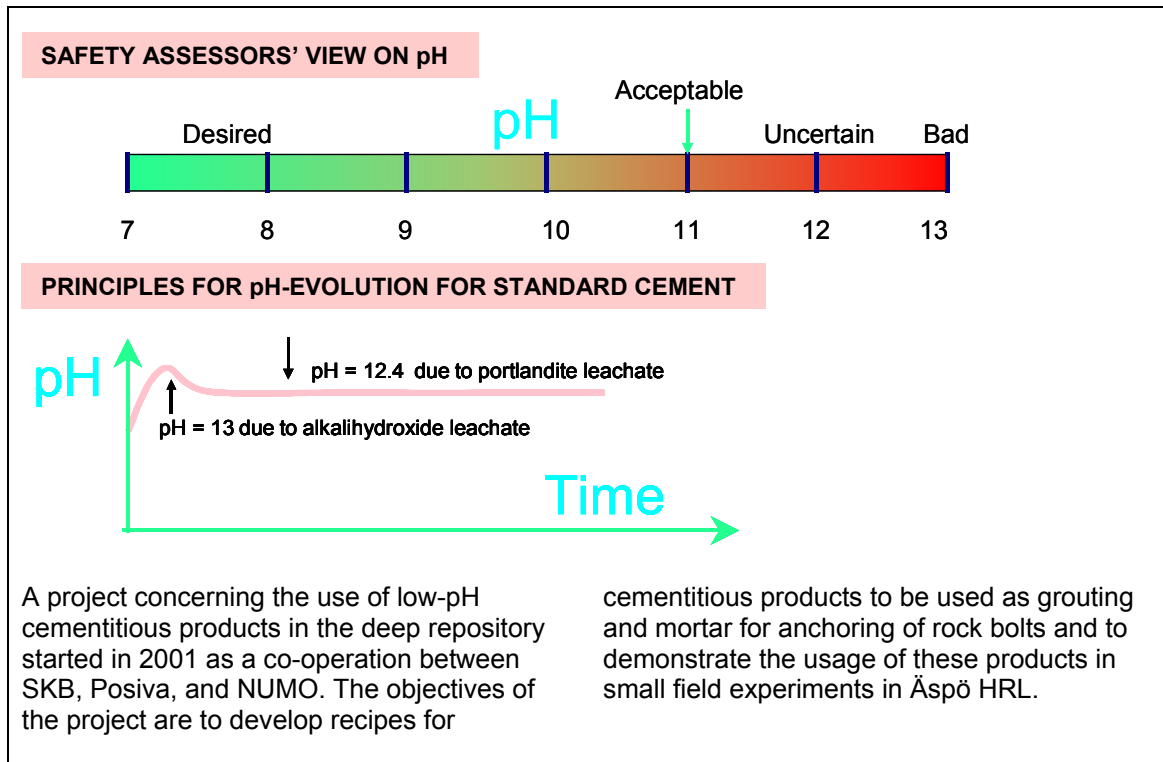 SAFETY ASSESSORS' VIEW ON pH
Acceptable
pH
Desired
Uncertain
Bad
7
8
9
10
11
12
13
PRINCIPLES FOR pH-EVOLUTION FOR STANDARD CEMENT
pH
pH = 12.4 due to portlandite leachate
pH = 13 due to alkalihydroxide leachate
Time
A project concerning the use of low-pH
cementitious products in the deep repository
started in 2001 as a co-operation between
SKB, Posiva, and NUMO. The objectives of
the project are to develop recipes for
cementitious products to be used as grouting
and mortar for anchoring of rock bolts and to
demonstrate the usage of these products in
small field experiments in Äspö HRL.